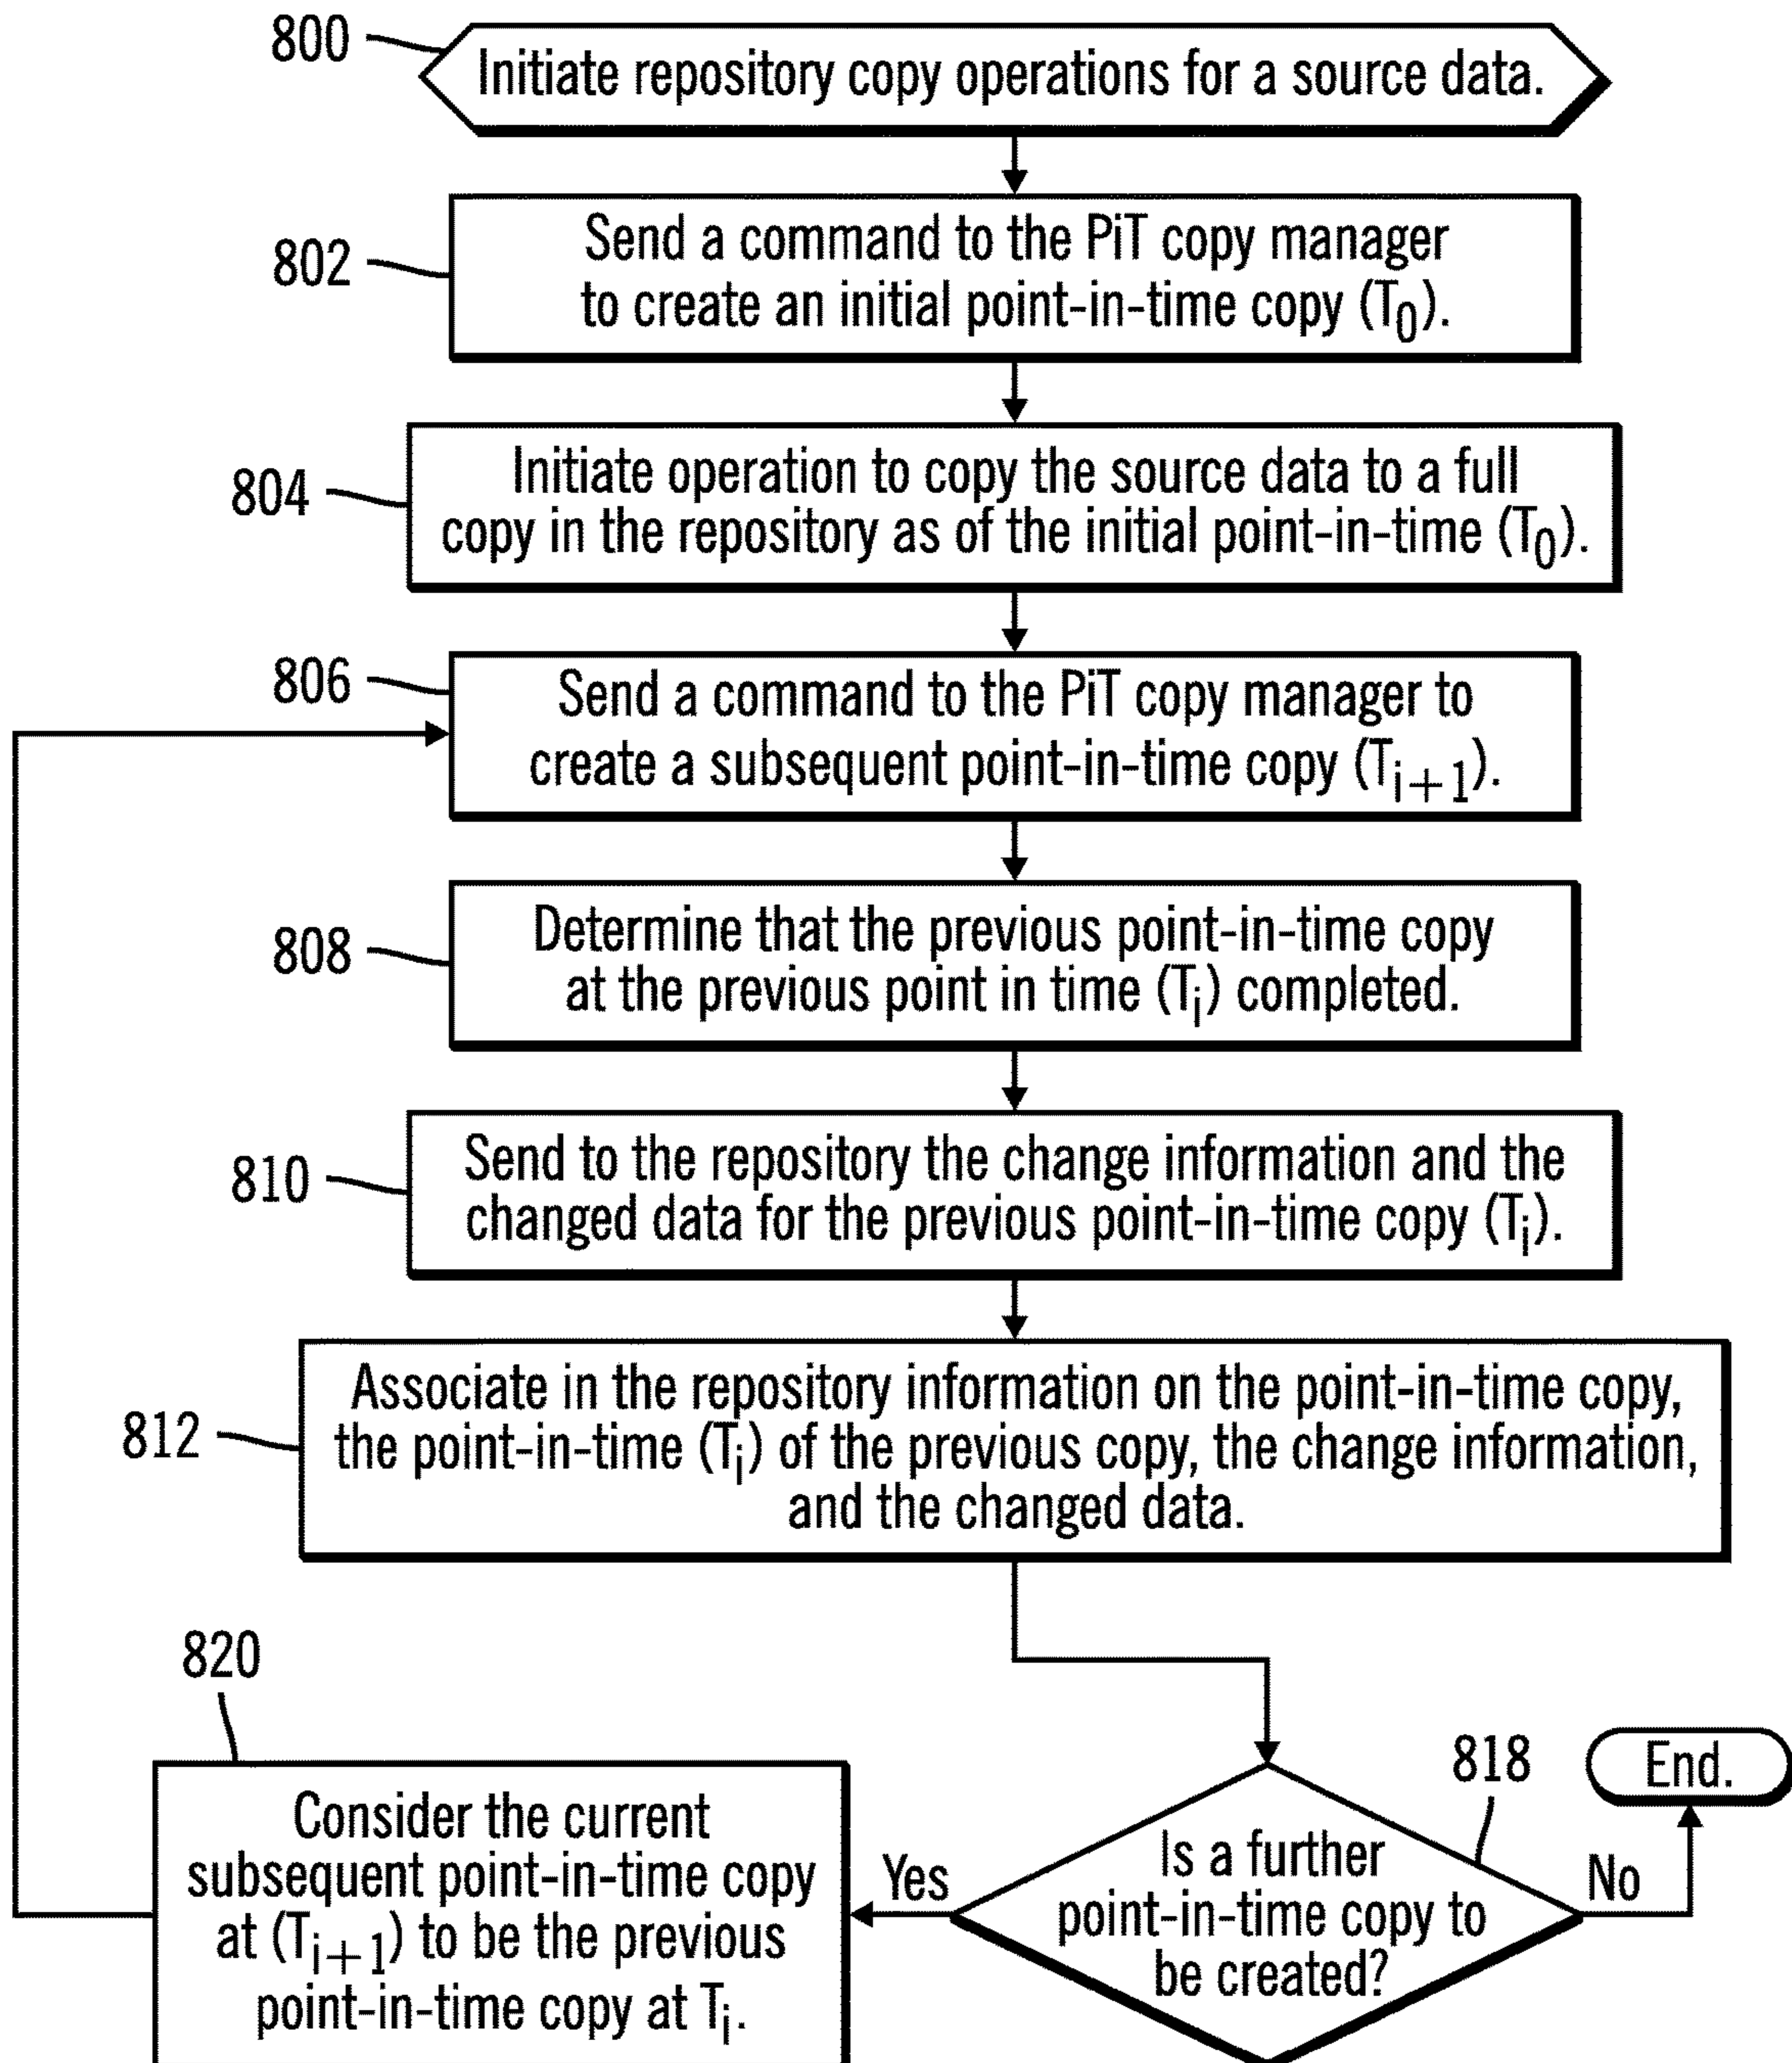 800
Initiate repository copy operations for a source data.
802
Send a command to the PiT copy manager
to create an initial point-in-time copy (T0).
804
Initiate operation to copy the source data to a full
copy in the repository as of the initial point-in-time (T0).
806
Send a command to the PiT copy manager to
create a subsequent point-in-time copy (Ti+1).
808
Determine that the previous point-in-time copy
at the previous point in time (Ti) completed.
810
Send to the repository the change information and the
changed data for the previous point-in-time copy (Ti).
812
Associate in the repository information on the point-in-time copy,
the point-in-time (Ti) of the previous copy, the change information,
and the changed data.
820
Consider the current
subsequent point-in-time copy
at (Ti+1) to be the previous
point-in-time copy at Ti.
Yes
818
Is a further
point-in-time copy to
be created?
No
End.